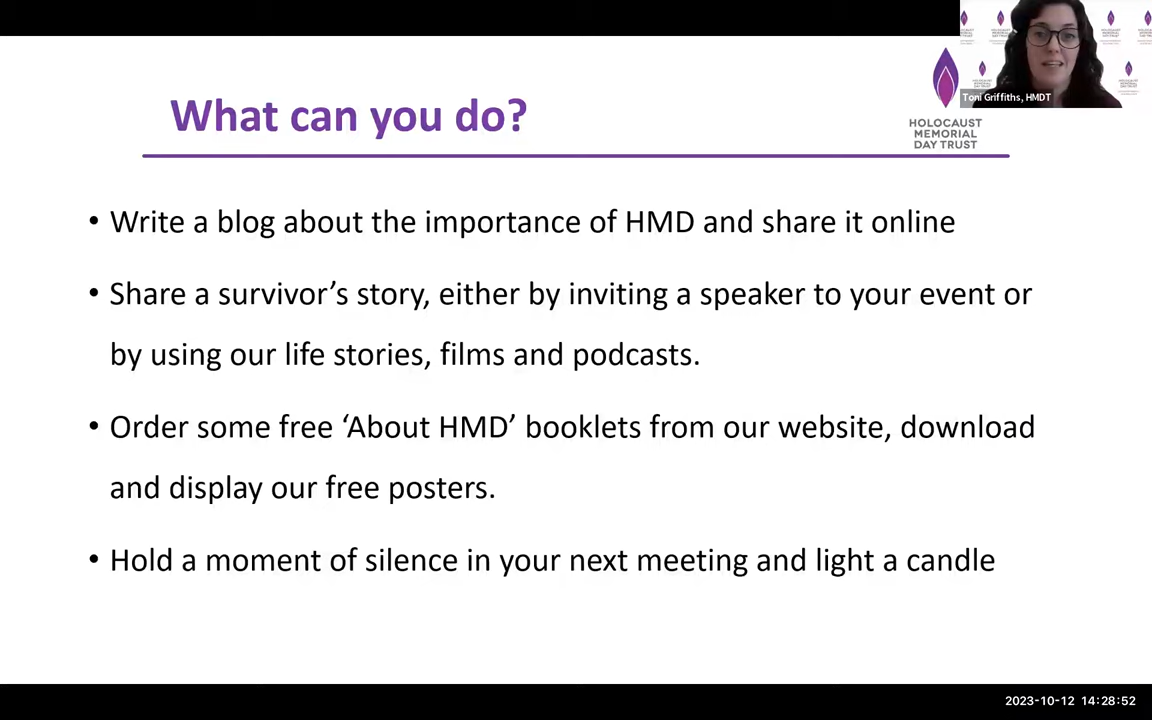 What can you do?
HOLOCAUST
MEMORIAL
DAY TRUST
Toni Griffiths, HMDT
• Write a blog about the importance of HMD and share it online
• Share a survivor’s story, either by inviting a speaker to your event or
by using our life stories, films and podcasts.
• Order some free ‘About HMD’ booklets from our website, download
and display our free posters.
• Hold a moment of silence in your next meeting and light a candle
2023-10-12 14:28:52